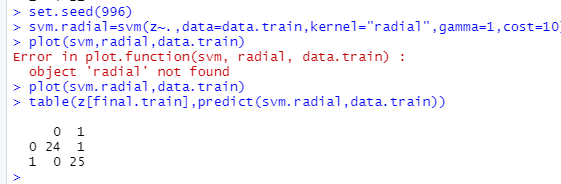 > set.seed(996)
> svm.radial=svm(z~.,data=data.train,kernel="radial",gamma=1,cost=10)
> plot(svm,radial,data.train)
Error in plot.function(svm, radial, data.train) :
object 'radial' not found
> plot(svm.radial,data.train)
> table(z[final.train],predict(svm.radial,data.train))
0 1
0 24 1
1 0 25
>